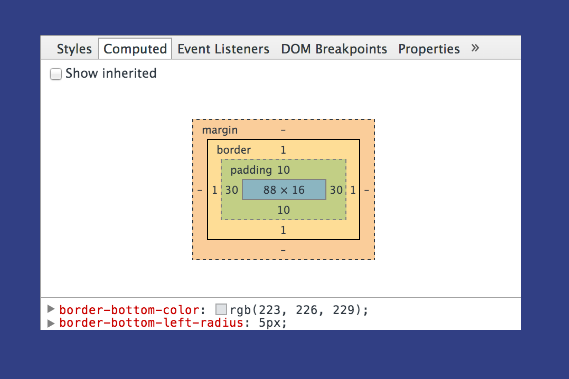 Styles Computed Event Listeners DOM Breakpoints Properties »
Show inherited
margin –
border 1
padding 10
– 1 30 88 × 16 30 1 –
10
1
–
border-bottom-color: rgb(223, 226, 229);
border-bottom-left-radius: 5px;